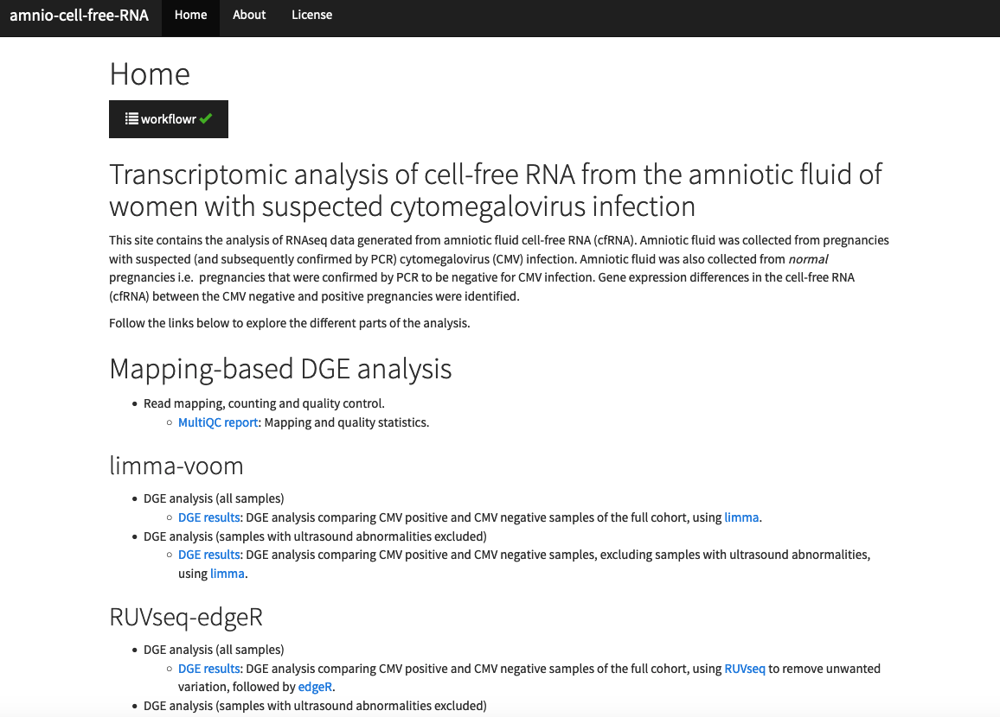 amnio-cell-free-RNA Home About License
Home
workflowr
Transcriptomic analysis of cell-free RNA from the amniotic fluid of
women with suspected cytomegalovirus infection
This site contains the analysis of RNAseq data generated from amniotic fluid cell-free RNA (cfRNA). Amniotic fluid was collected from pregnancies
with suspected (and subsequently confirmed by PCR) cytomegalovirus (CMV) infection. Amniotic fluid was also collected from normal
pregnancies i.e. pregnancies that were confirmed by PCR to be negative for CMV infection. Gene expression differences in the cell-free RNA
(cfRNA) between the CMV negative and positive pregnancies were identified.
Follow the links below to explore the different parts of the analysis.
Mapping-based DGE analysis
• Read mapping, counting and quality control.
○ MultiQC report: Mapping and quality statistics.
limma-voom
• DGE analysis (all samples)
○ DGE results: DGE analysis comparing CMV positive and CMV negative samples of the full cohort, using limma.
• DGE analysis (samples with ultrasound abnormalities excluded)
○ DGE results: DGE analysis comparing CMV positive and CMV negative samples, excluding samples with ultrasound abnormalities,
using limma.
RUVseq-edgeR
• DGE analysis (all samples)
○ DGE results: DGE analysis comparing CMV positive and CMV negative samples of the full cohort, using RUVseq to remove unwanted
variation, followed by edgeR.
• DGE analysis (samples with ultrasound abnormalities excluded)